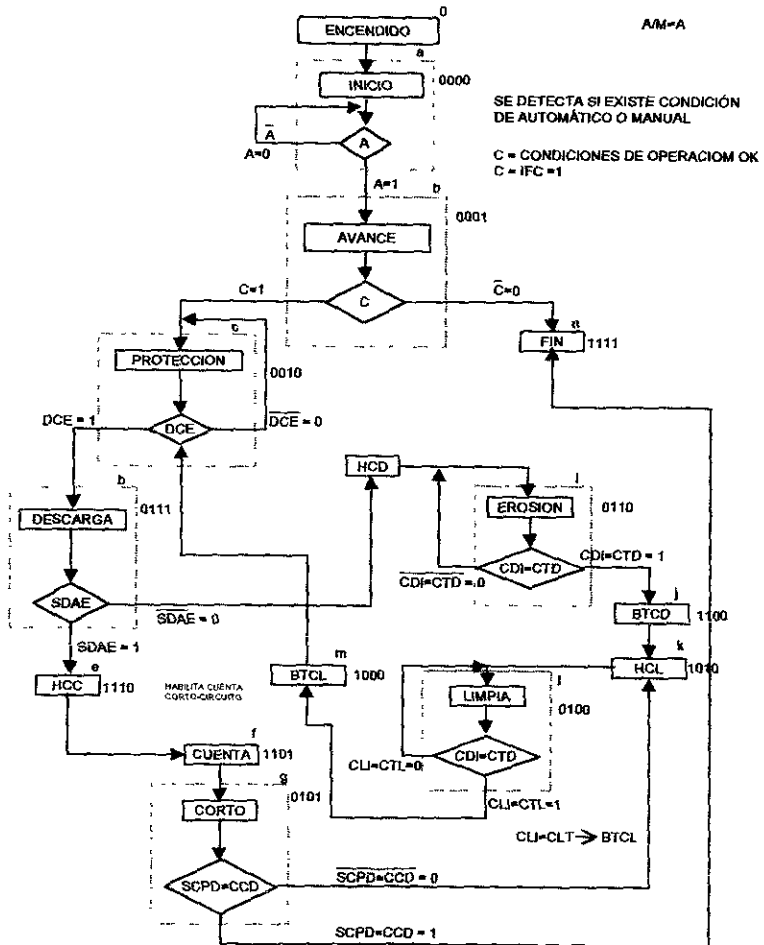 0
ENCENDIDO
A/M=A
a
INICIO
0000
SE DETECTA SI EXISTE CONDICIÓN
DE AUTOMÁTICO O MANUAL
A
A=0
A
C = CONDICIONES DE OPERACIOM OK
C = IFC =1
A=1
b
0001
AVANCE
C=1
C
C=0
c
n
PROTECCION
FIN
1111
0010
DCE = 1
DCE
DCE = 0
HCD
b
i
DESCARGA
0111
EROSION
0110
CDI=CTD = 0
CDI=CTD
CDI=CTD = 1
SDAE
SDAE = 0
j
BTCD
1100
SDAE = 1
m
k
e
HCC
1110
HABILITA CUENTA
CORTO-CIRCUITO
BTCL
1000
HCL
1010
l
LIMPIA
0100
f
CUENTA
1101
CLI=CTL=0
CDI=CTD
g
CORTO
0101
CLI=CTL=1
CLI=CLT → BTCL
SCPD=CCD
SCPD=CCD = 0
SCPD=CCD = 1